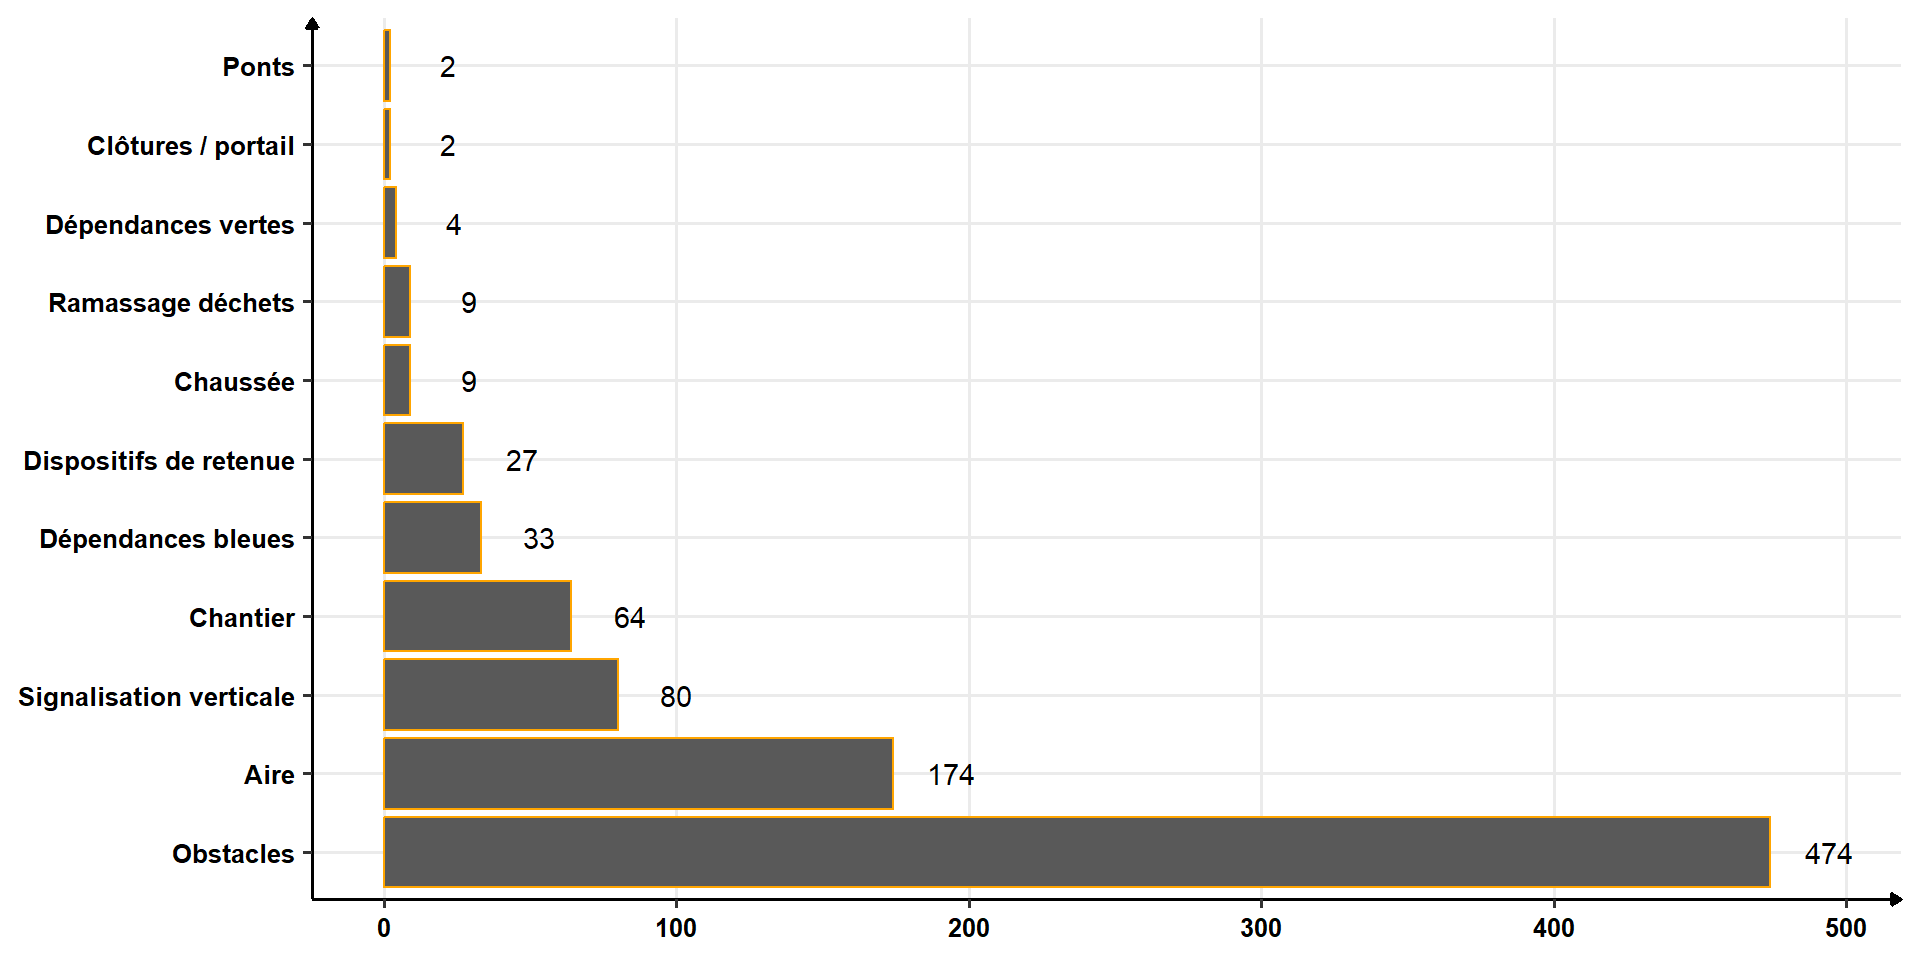 Ponts 2
Clôtures / portail 2
Dépendances vertes 4
Ramassage déchets 9
Chaussée 9
Dispositifs de retenue 27
Dépendances bleues 33
Chantier 64
Signalisation verticale 80
Aire 174
Obstacles 474
0 100 200 300 400 500